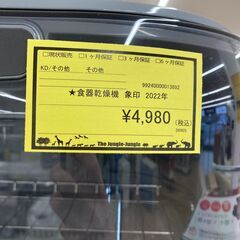 □現状販売 □1ヶ月保証 □3ヶ月保証 □6ヶ月保証
KD/その他 その他
99240000013892
★食器乾燥機 象印 2022年
¥4,980 (税込)
The Jungle-Jungle